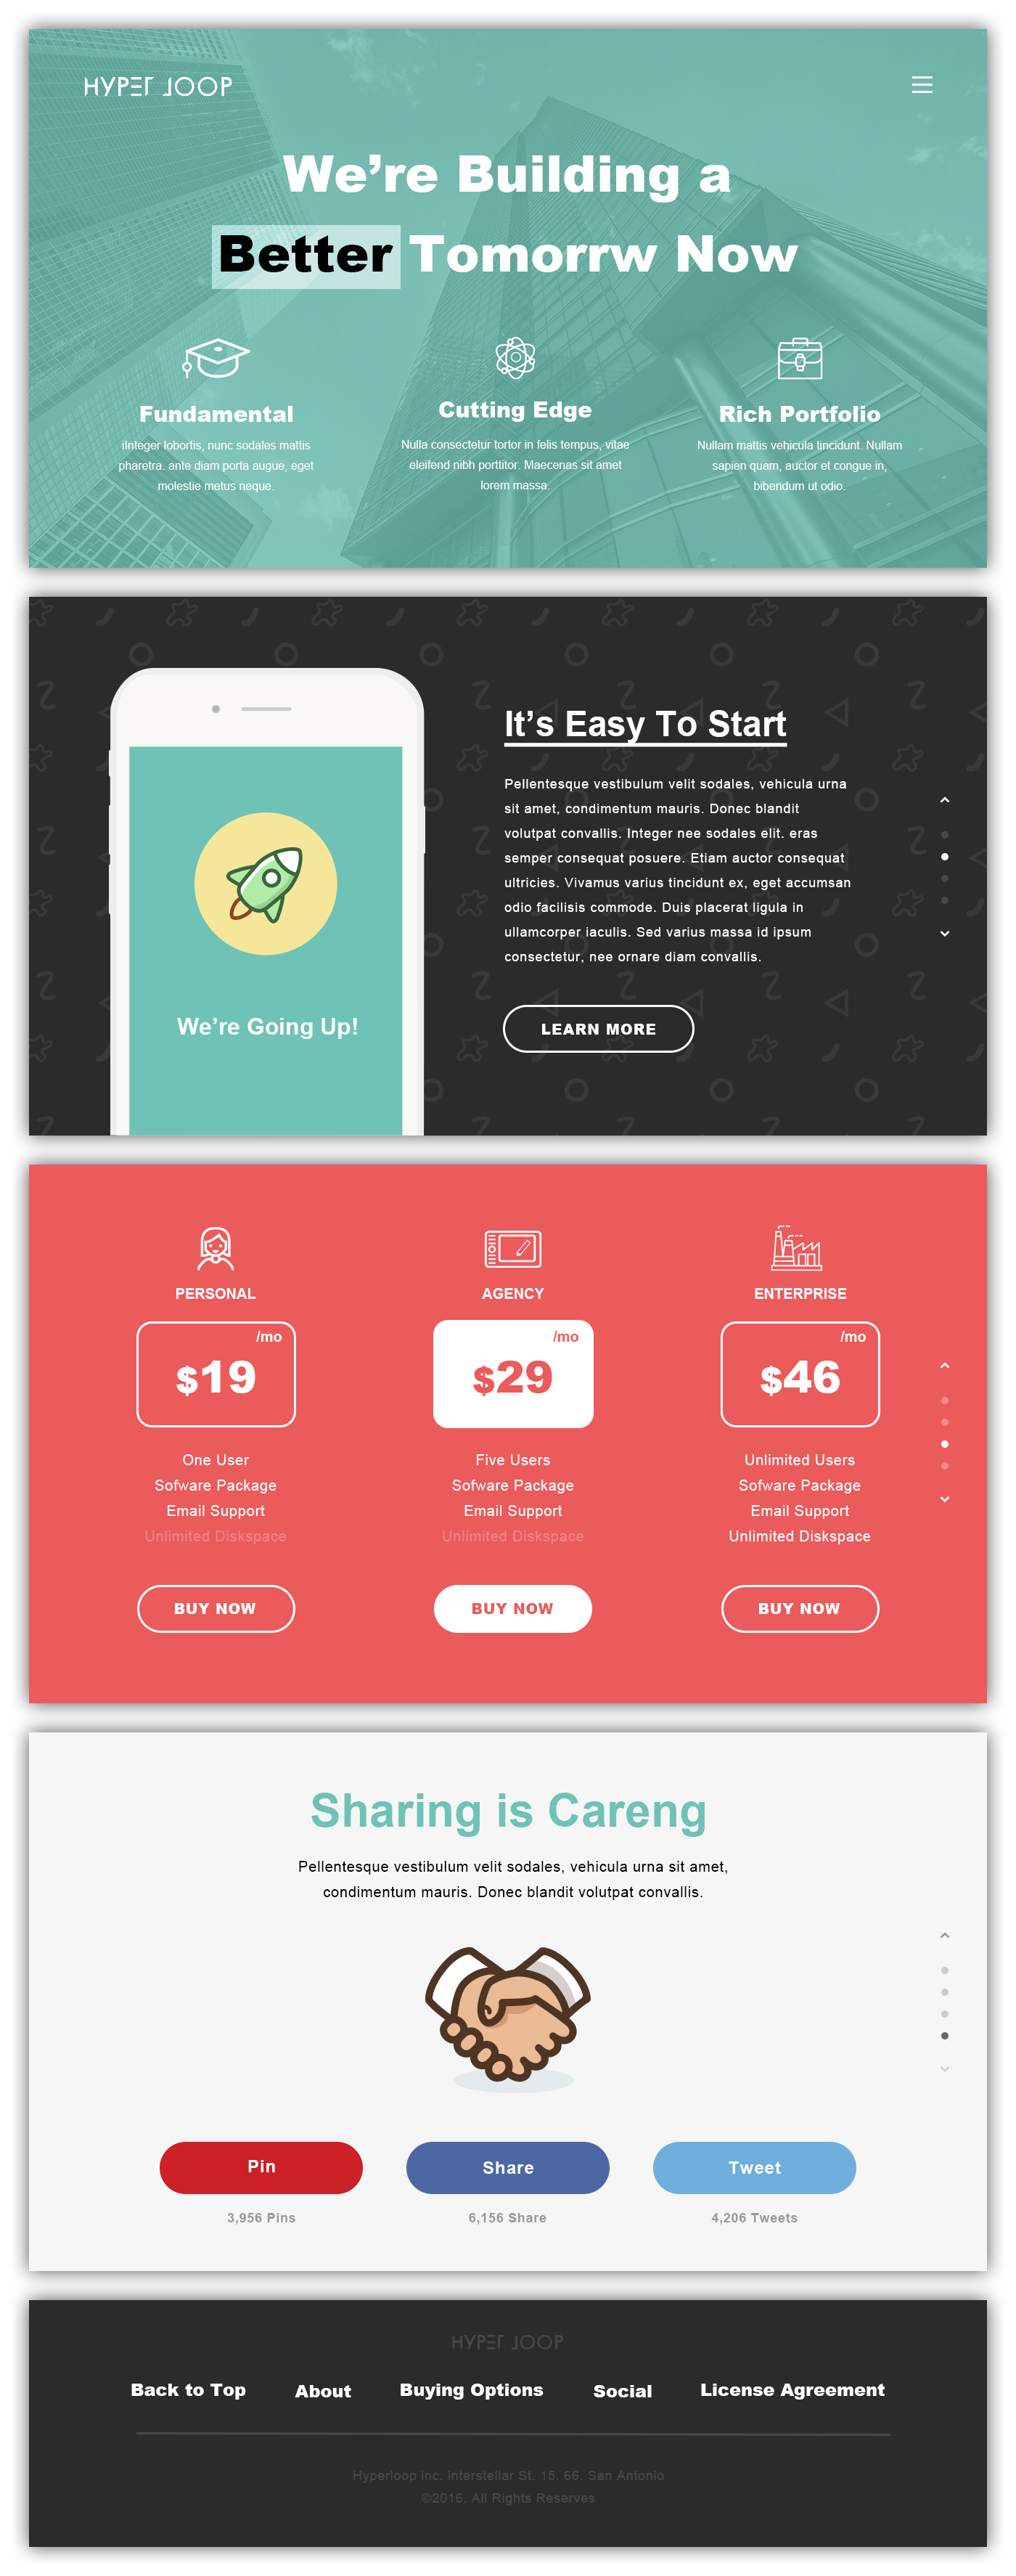 HYPER LOOP
We're Building a
Better Tomorrw Now
Fundamental
iInteger lobortis, nunc sodales mattis
pharetra. ante diam porta augue, eget
molestie metus neque.
Cutting Edge
Nulla consectetur tortor in felis tempus, vitae
eleifend nibh porttitor. Maecenas sit amet
lorem massa.
Rich Portfolio
Nullam mattis vehicula tincidunt. Nullam
sapien quam, auctor et congue in,
bibendum ut odio.
We're Going Up!
It's Easy To Start
Pellentesque vestibulum velit sodales, vehicula urna
sit amet, condimentum mauris. Donec blandit
volutpat convallis. Integer nee sodales elit. eras
semper consequat posuere. Etiam auctor consequat
ultricies. Vivamus varius tincidunt ex, eget accumsan
odio facilisis commode. Duis placerat ligula in
ullamcorper iaculis. Sed varius massa id ipsum
consectetur, nee ornare diam convallis.
LEARN MORE
PERSONAL
/mo
$19
One User
Sofware Package
Email Support
Unlimited Diskspace
BUY NOW
AGENCY
/mo
$29
Five Users
Sofware Package
Email Support
Unlimited Diskspace
BUY NOW
ENTERPRISE
/mo
$46
Unlimited Users
Sofware Package
Email Support
Unlimited Diskspace
BUY NOW
Sharing is Careng
Pellentesque vestibulum velit sodales, vehicula urna sit amet,
condimentum mauris. Donec blandit volutpat convallis.
Pin
3,956 Pins
Share
6,156 Share
Tweet
4,206 Tweets
HYPER LOOP
Back to Top
About
Buying Options
Social
License Agreement
Hyperloop inc. interstellar St. 15. 66. San Antonio
©2016. All Rights Reserves